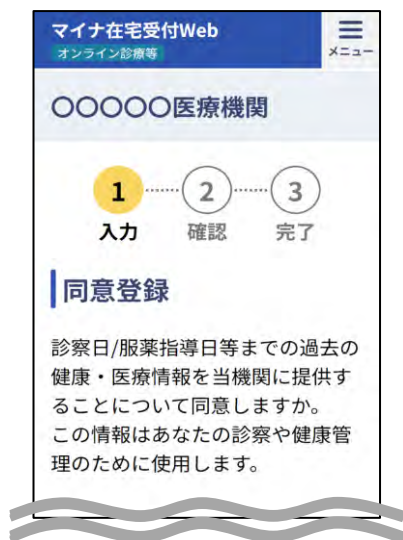 マイナ在宅受付Web
オンライン診療等
メニュー
〇〇〇〇〇医療機関
1 2 3
入力 確認 完了
同意登録
診察日/服薬指導日等までの過去の
健康・医療情報を当機関に提供す
ることについて同意しますか。
この情報はあなたの診察や健康管
理のために使用します。